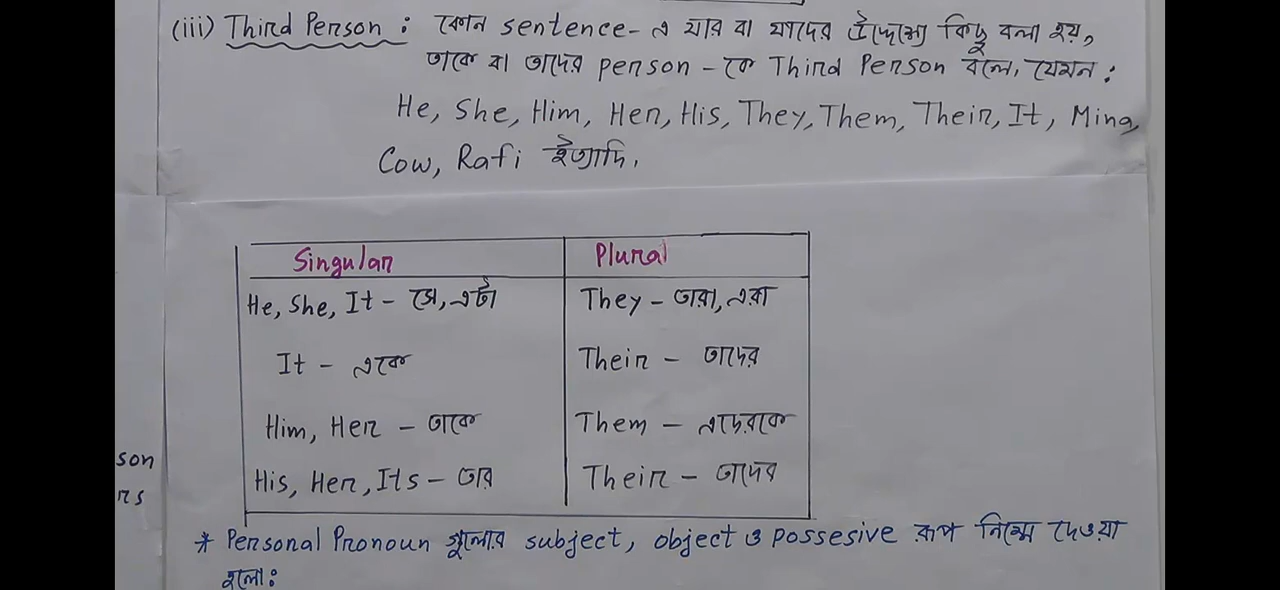 (iii) Third Person : কোন sentence-এ যার বা যাদের উদ্দেশ্যে কিছু বলা হয়,
তাকে বা তাদের person - কে Third Person বলে, যেমন :
He, She, Him, Her, His, They, Them, Their, It, Mina,
Cow, Rafi ইত্যাদি,
Singular Plural
He, She, It - সে, এটা They - তারা, এরা
It - একে Their - তাদের
Him, Her - তাকে Them - এদেরকে
His, Her, Its - তার Their - তাদের
son
rs
* Personal Pronoun গুলোর subject, object ও possesive রূপ নিম্নে দেওয়া
হলো :